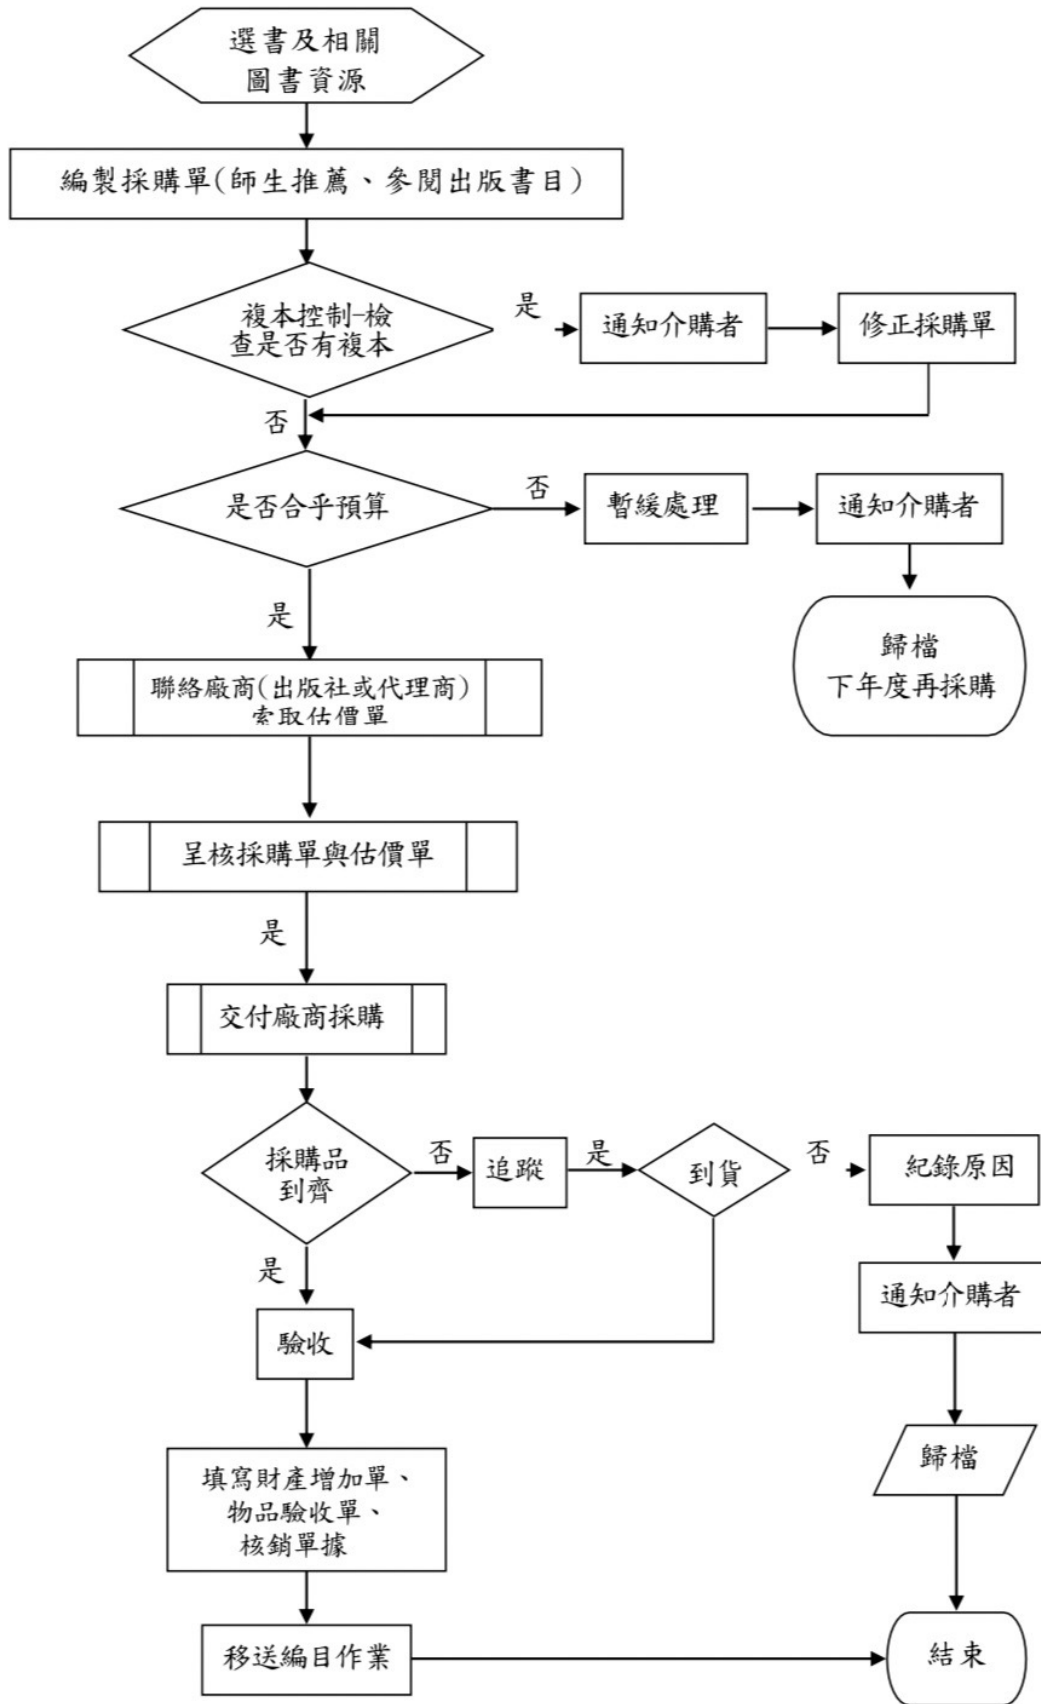 選書及相關
圖書資源
編製採購單(師生推薦、參閱出版書目)
複本控制-檢
查是否有複本
是
通知介購者
修正採購單
否
是否合乎預算
否
暫緩處理
通知介購者
是
歸檔
下年度再採購
聯絡廠商(出版社或代理商)
索取估價單
呈核採購單與估價單
是
交付廠商採購
採購品
到齊
否
追蹤
是
到貨
否
紀錄原因
是
通知介購者
驗收
歸檔
填寫財產增加單、
物品驗收單、
核銷單據
移送編目作業
結束